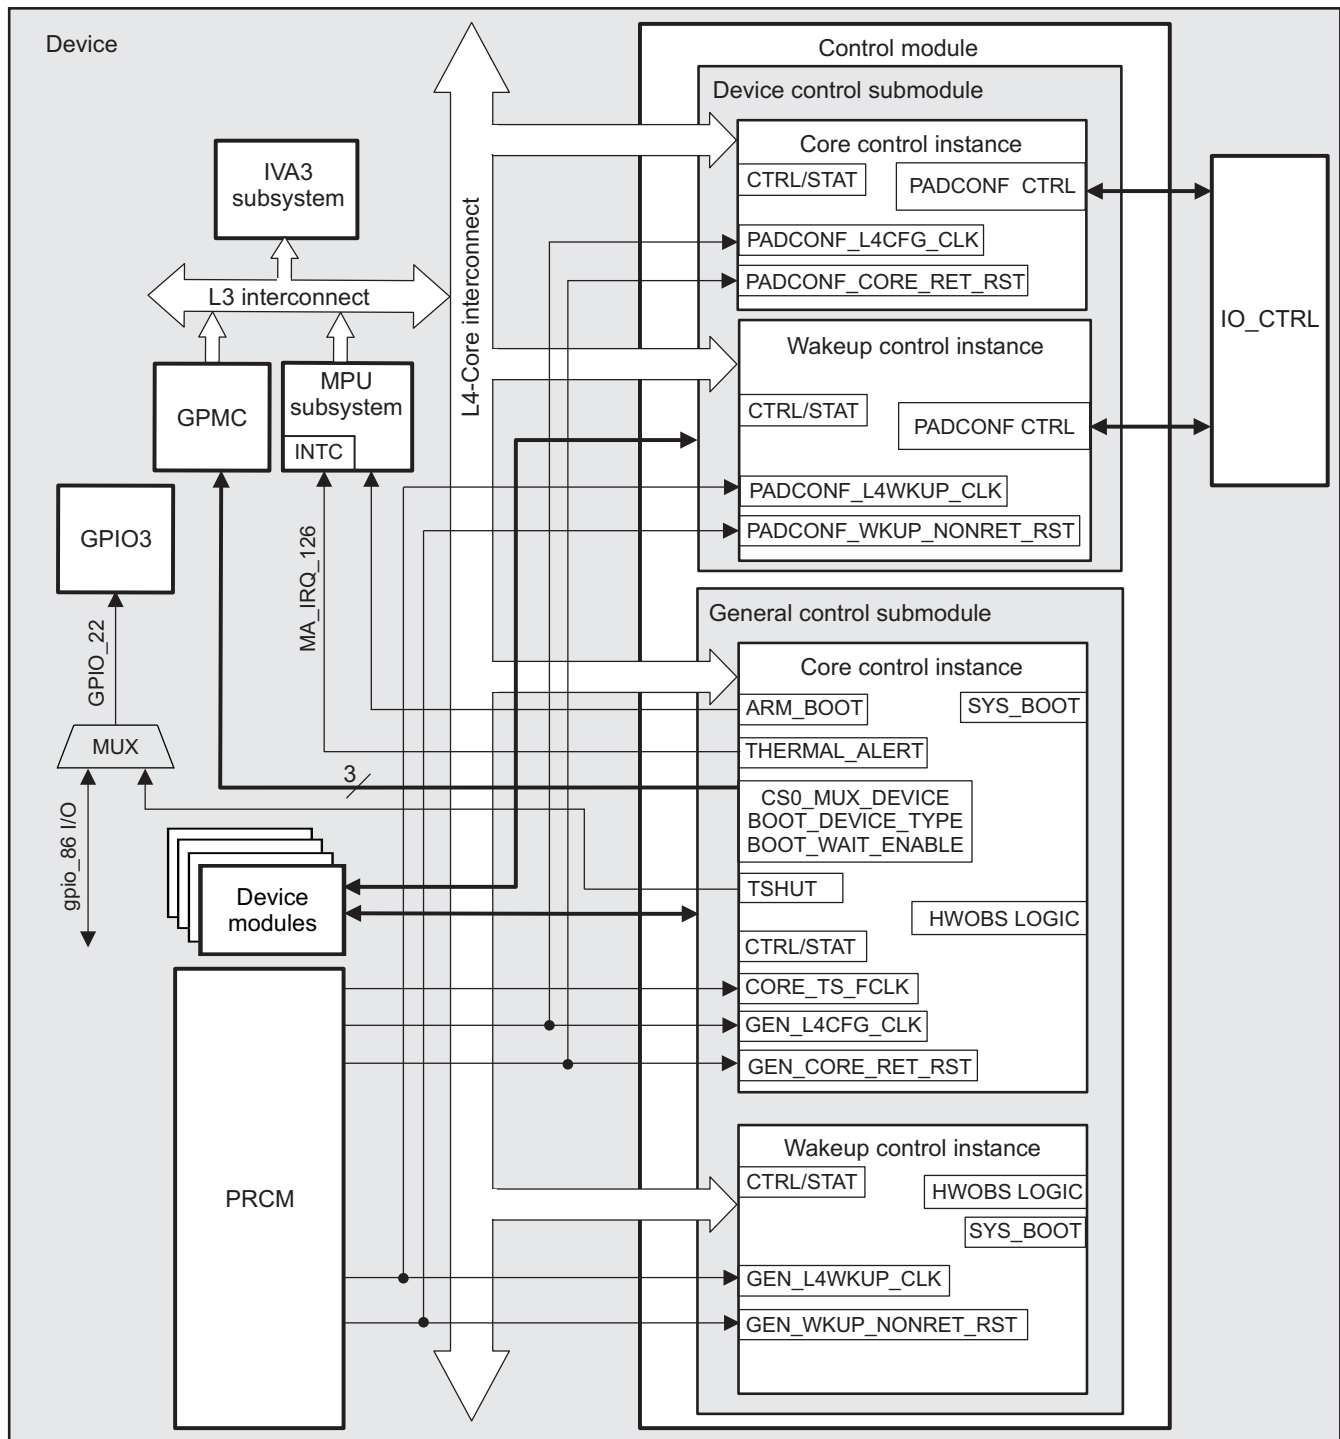 Device
Control module
Device control submodule
Core control instance
CTRL/STAT
PADCONF CTRL
PADCONF_L4CFG_CLK
PADCONF_CORE_RET_RST
IVA3
subsystem
L3 interconnect
L4-Core interconnect
IO_CTRL
Wakeup control instance
CTRL/STAT
PADCONF CTRL
PADCONF_L4WKUP_CLK
PADCONF_WKUP_NONRET_RST
GPMC
MPU
subsystem
INTC
GPIO3
MA_IRQ_126
GPIO_22
MUX
gpio_86 I/O
General control submodule
Core control instance
ARM_BOOT
SYS_BOOT
THERMAL_ALERT
3
CS0_MUX_DEVICE
BOOT_DEVICE_TYPE
BOOT_WAIT_ENABLE
TSHUT
HWOBS LOGIC
CTRL/STAT
CORE_TS_FCLK
GEN_L4CFG_CLK
GEN_CORE_RET_RST
Device
modules
PRCM
Wakeup control instance
CTRL/STAT
HWOBS LOGIC
SYS_BOOT
GEN_L4WKUP_CLK
GEN_WKUP_NONRET_RST